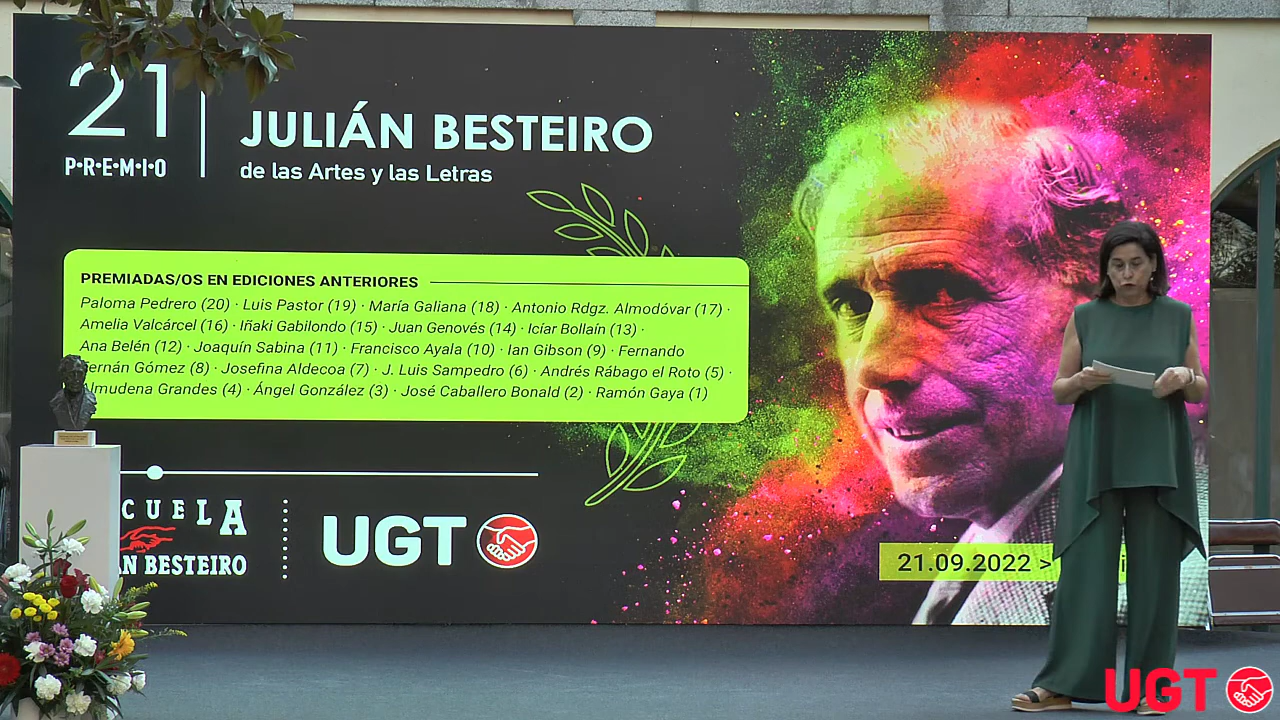 21
P·R·E·M·I·O
JULIÁN BESTEIRO
de las Artes y las Letras
PREMIADAS/OS EN EDICIONES ANTERIORES
Paloma Pedrero (20) · Luis Pastor (19) · María Galiana (18) · Antonio Rdgz. Almodóvar (17) ·
Amelia Valcárcel (16) · Iñaki Gabilondo (15) · Juan Genovés (14) · Icíar Bollaín (13) ·
Ana Belén (12) · Joaquín Sabina (11) · Francisco Ayala (10) · Ian Gibson (9) · Fernando
Fernán Gómez (8) · Josefina Aldecoa (7) · J. Luis Sampedro (6) · Andrés Rábago el Roto (5) ·
Almudena Grandes (4) · Ángel González (3) · José Caballero Bonald (2) · Ramón Gaya (1)
CUELA
N BESTEIRO
UGT
21.09.2022 >
UGT